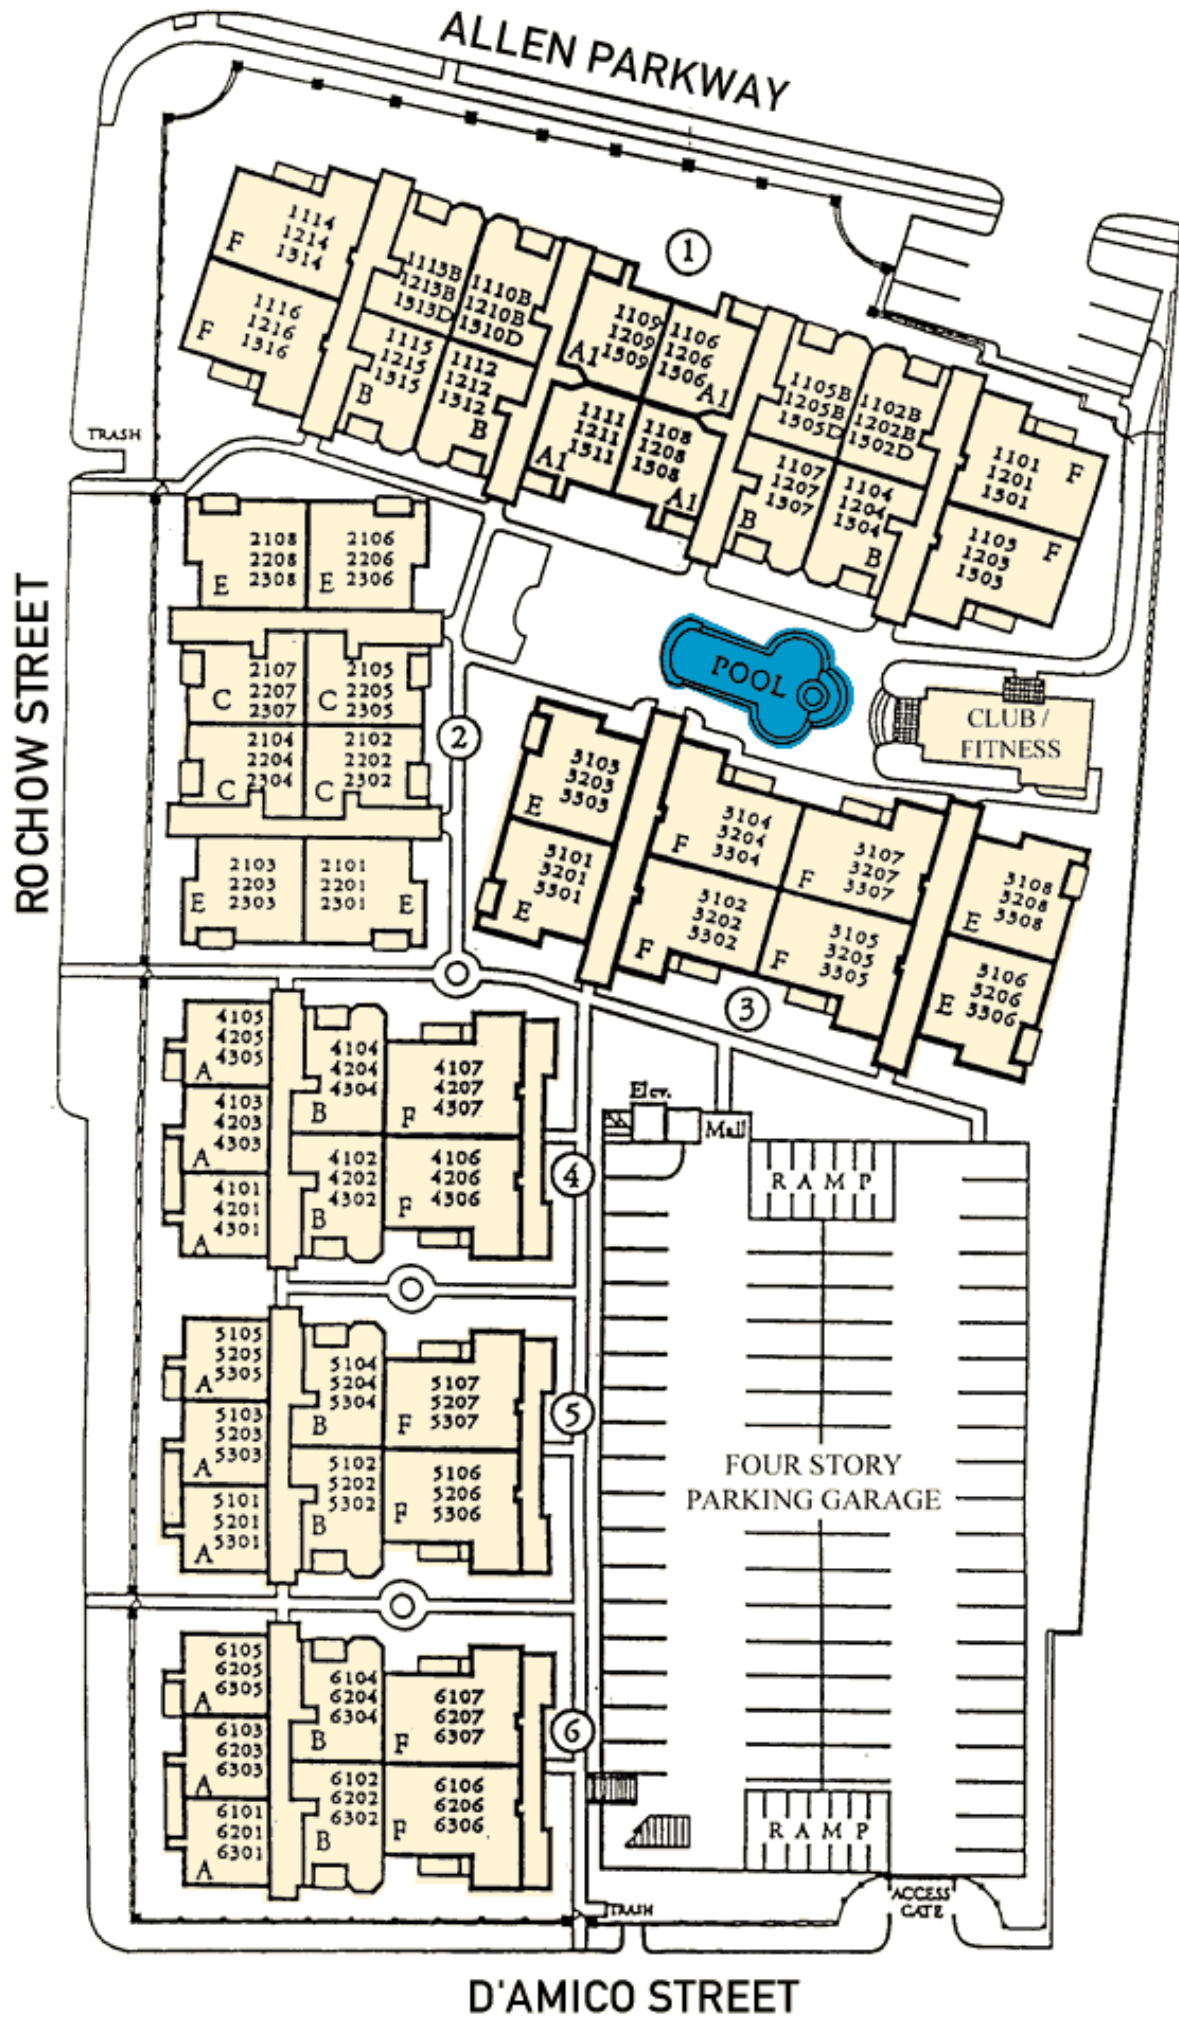 ALLEN PARKWAY
1
1114
1214
1314
F
1116
1216
1316
F
1113B
1213B
1313D
1110B
1210B
1310D
1115
1215
1315
B
1112
1212
1312
B
1109
1209
1309
A1
1106
1206
1306
A1
1111
1211
1311
A1
1108
1208
1308
A1
1105B
1205B
1305D
1102B
1202B
1302D
1107
1207
1307
B
1104
1204
1304
B
1101
1201
1301
F
1103
1203
1303
F
TRASH
ROCHOW STREET
2108
2208
2308
E
2106
2206
2306
E
2107
2207
2307
C
2105
2205
2305
C
2104
2204
2304
C
2102
2202
2302
C
2
2103
2203
2303
E
2101
2201
2301
E
POOL
CLUB /
FITNESS
3103
3203
3303
E
3101
3201
3301
E
3104
3204
3304
F
3107
3207
3307
F
3102
3202
3302
F
3105
3205
3305
F
3108
3208
3308
E
3106
3206
3306
E
3
4105
4205
4305
A
4103
4203
4303
A
4101
4201
4301
A
4104
4204
4304
B
4102
4202
4302
B
4107
4207
4307
F
4106
4206
4306
F
4
Elev.
Mail
R A M P
5105
5205
5305
A
5103
5203
5303
A
5101
5201
5301
A
5104
5204
5304
B
5102
5202
5302
B
5107
5207
5307
F
5106
5206
5306
F
5
FOUR STORY
PARKING GARAGE
6105
6205
6305
A
6103
6203
6303
A
6101
6201
6301
A
6104
6204
6304
B
6102
6202
6302
B
6107
6207
6307
F
6106
6206
6306
F
6
R A M P
TRASH
ACCESS
GATE
D'AMICO STREET